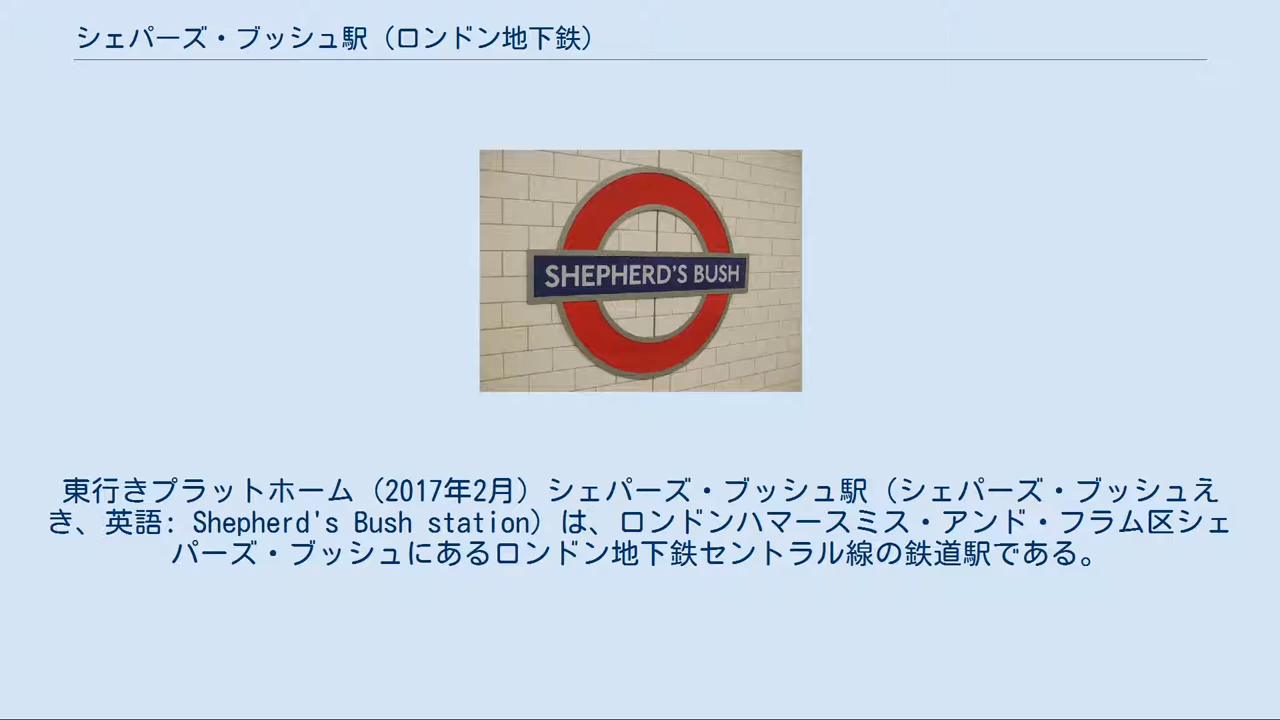 シェパーズ・ブッシュ駅（ロンドン地下鉄）
SHEPHERD'S BUSH
東行きプラットホーム（2017年2月）シェパーズ・ブッシュ駅（シェパーズ・ブッシュえ
き、英語: Shepherd's Bush station）は、ロンドンハマースミス・アンド・フラム区シェ
パーズ・ブッシュにあるロンドン地下鉄セントラル線の鉄道駅である。